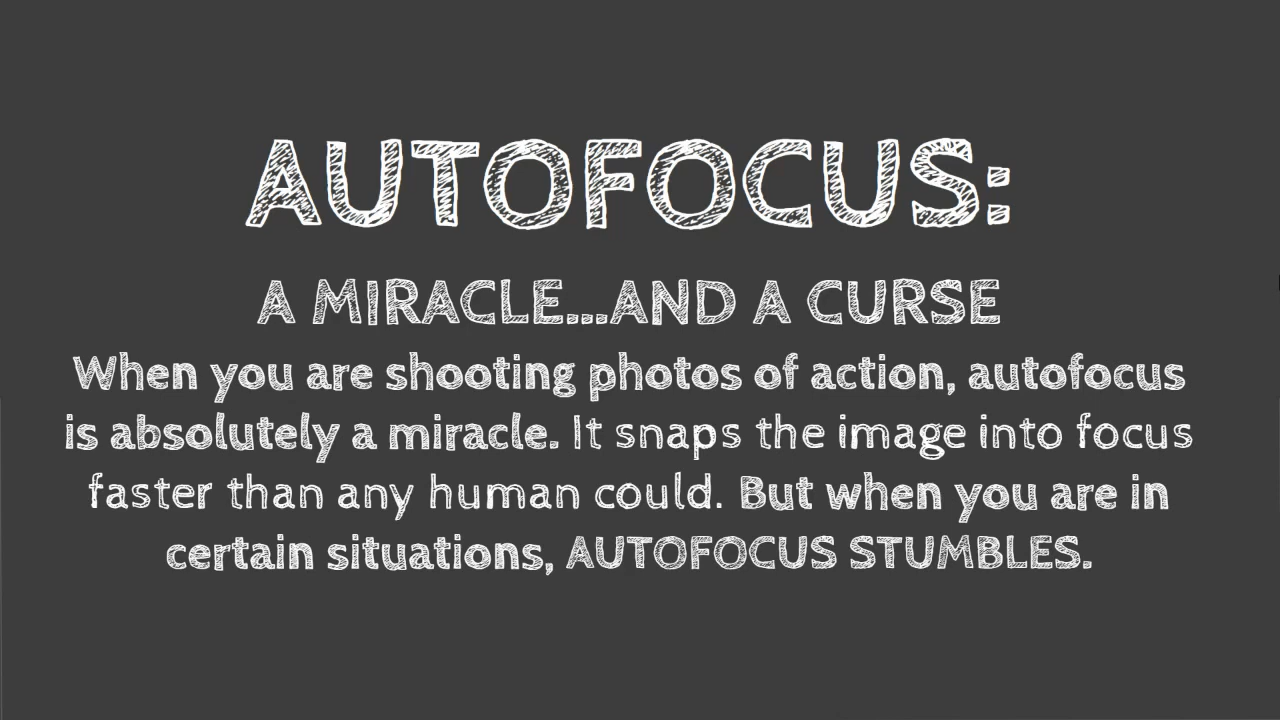 AUTOFOCUS:
A MIRACLE...AND A CURSE
When you are shooting photos of action, autofocus
is absolutely a miracle. It snaps the image into focus
faster than any human could. But when you are in
certain situations, AUTOFOCUS STUMBLES.